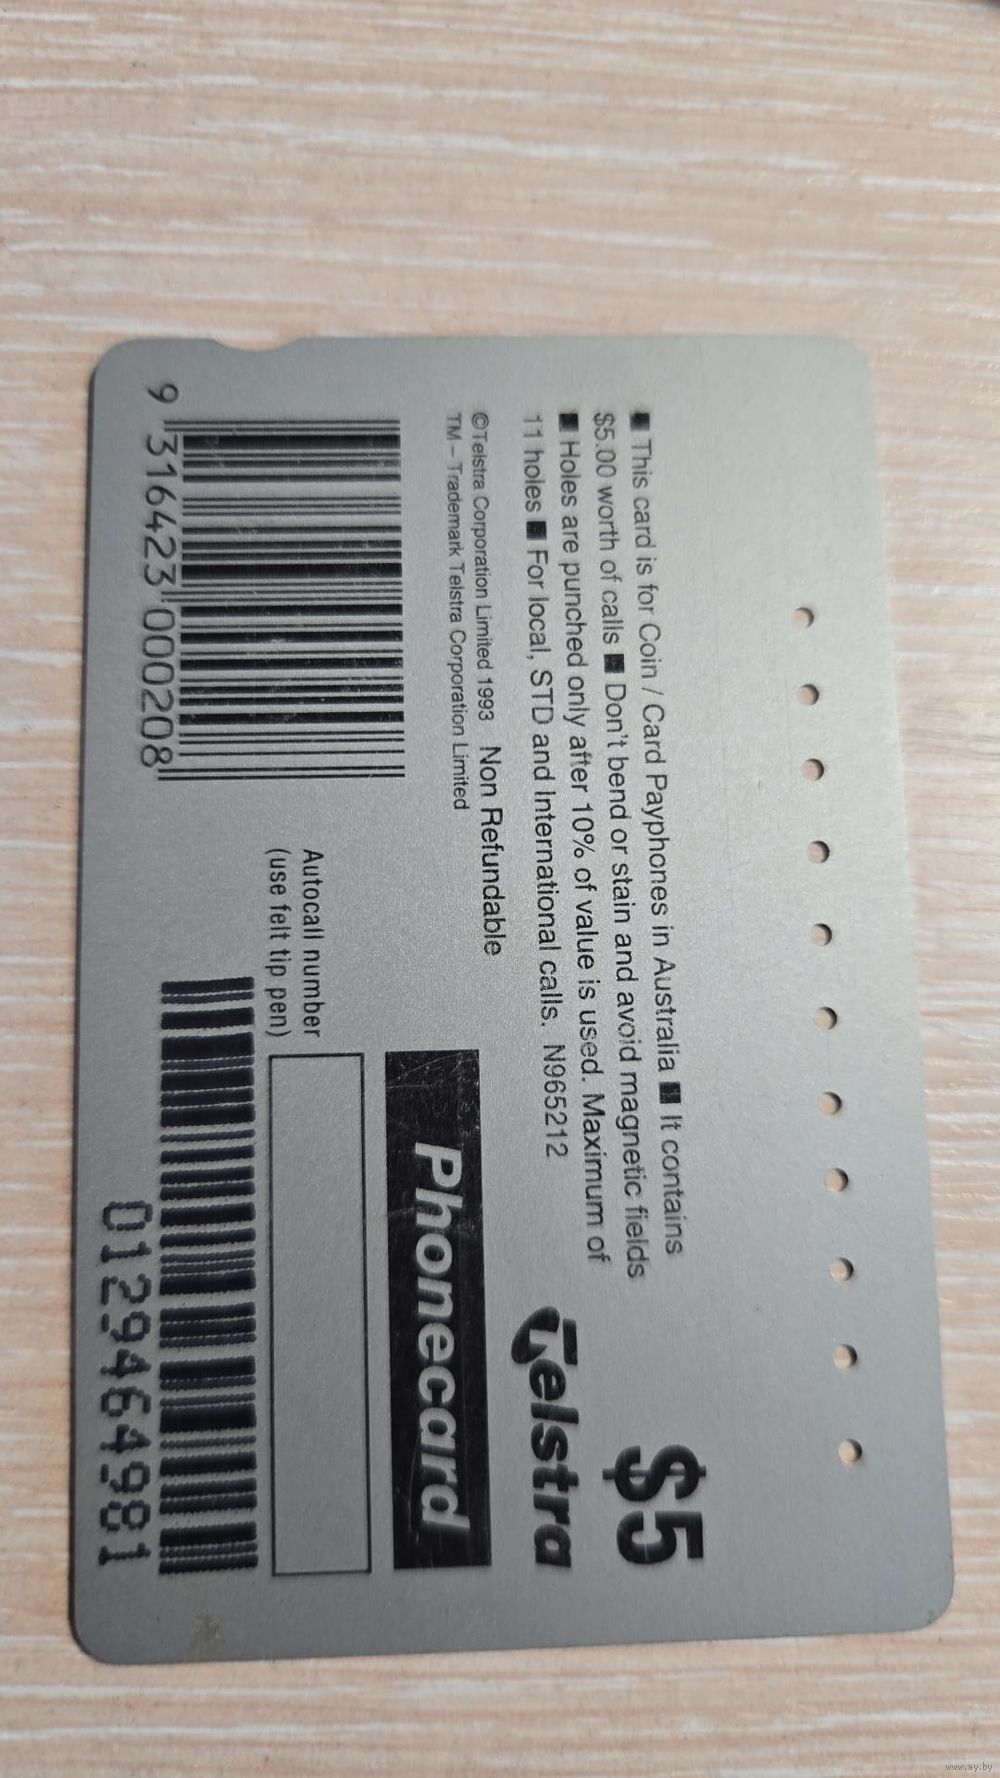 $5
■ This card is for Coin / Card Payphones in Australia ■ It contains
$5.00 worth of calls ■ Don't bend or stain and avoid magnetic fields
■ Holes are punched only after 10% of value is used. Maximum of
11 holes ■ For local, STD and International calls. N965212
Telstra
©Telstra Corporation Limited 1993 Non Refundable
TM – Trademark Telstra Corporation Limited
Phonecard
Autocall number
(use felt tip pen)
9 316423 000208
0129464981
www.ay.by